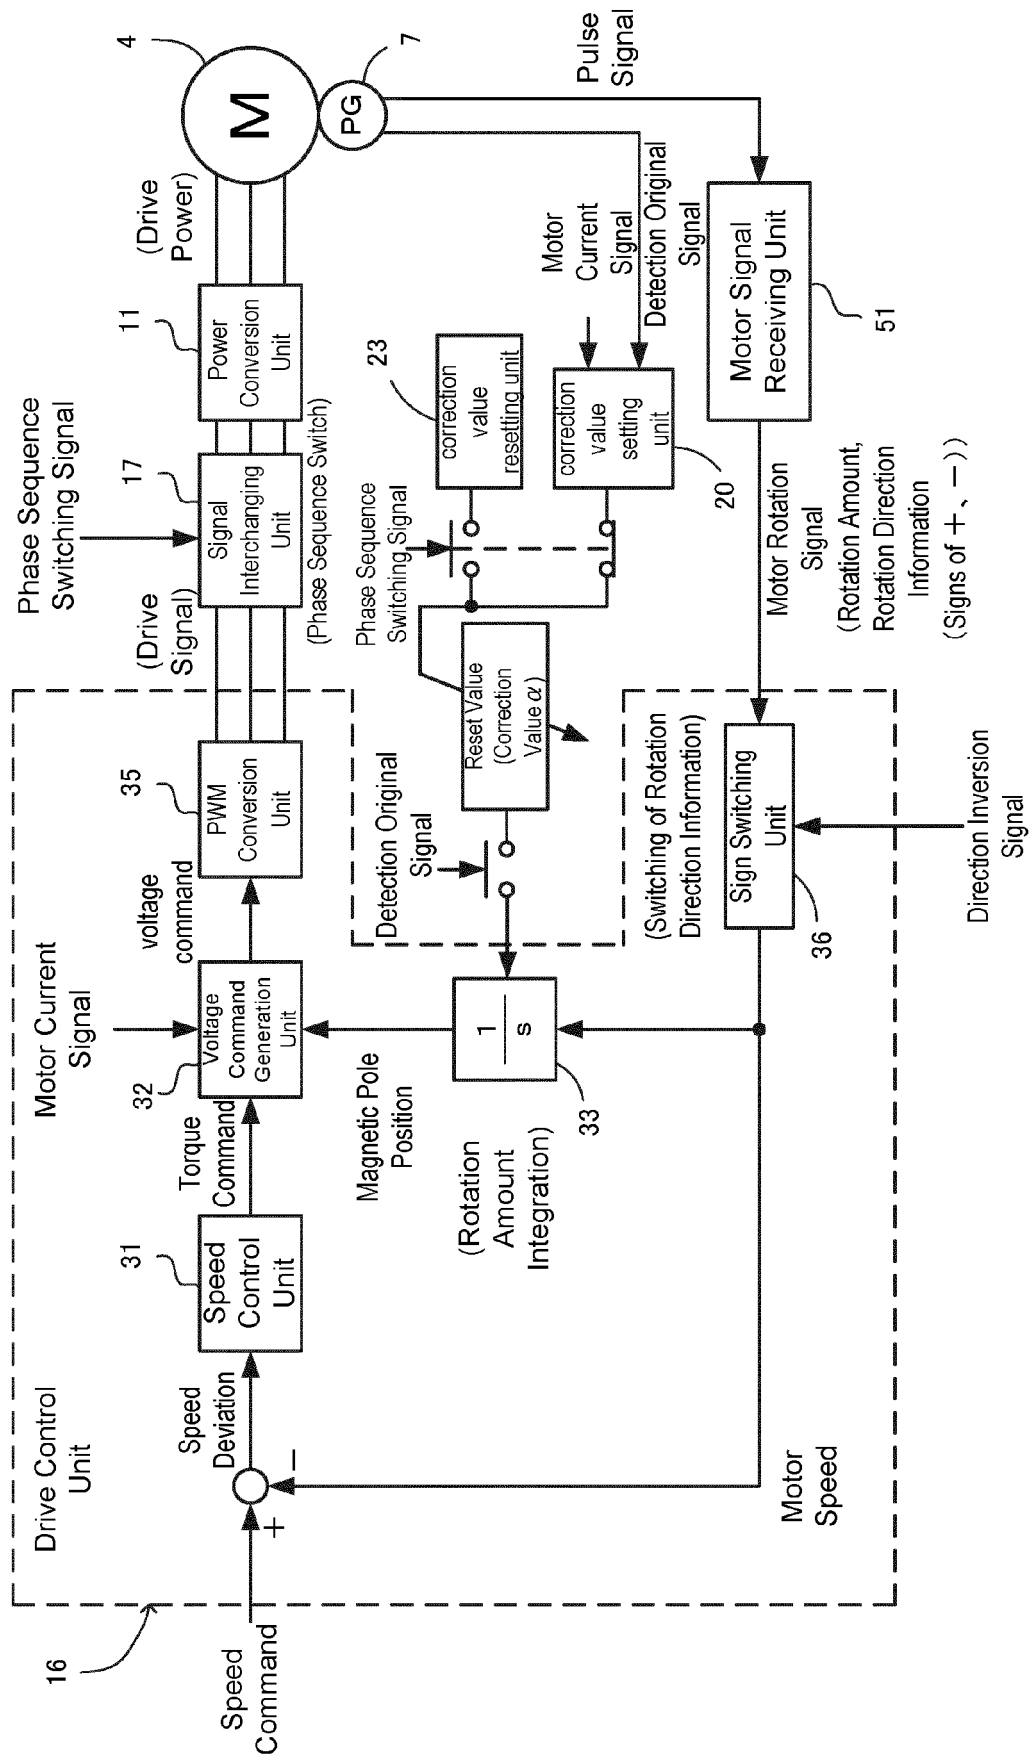 16
Drive Control
Unit
Speed
Command
+
−
Speed
Deviation
31
Speed
Control
Unit
Torque
Command
Motor Current
Signal
32
Voltage
Command
Generation
Unit
voltage
command
35
PWM
Conversion
Unit
(Drive
Signal)
Phase Sequence
Switching Signal
17
Signal
Interchanging
Unit
(Phase Sequence Switch)
11
Power
Conversion
Unit
(Drive
Power)
4
M
7
PG
Pulse
Signal
Magnetic Pole
Position
1
s
33
(Rotation
Amount
Integration)
Detection Original
Signal
Reset Value
(Correction
Value α)
Phase Sequence
Switching Signal
23
correction
value
resetting unit
Motor
Current
Signal
correction
value
setting
unit
20
Detection Original
Signal
Motor Speed
(Switching of Rotation
Direction Information)
Sign Switching
Unit
36
Direction Inversion
Signal
Motor Rotation
Signal
(Rotation Amount,
Rotation Direction
Information
(Signs of +、−))
Motor Signal
Receiving Unit
51